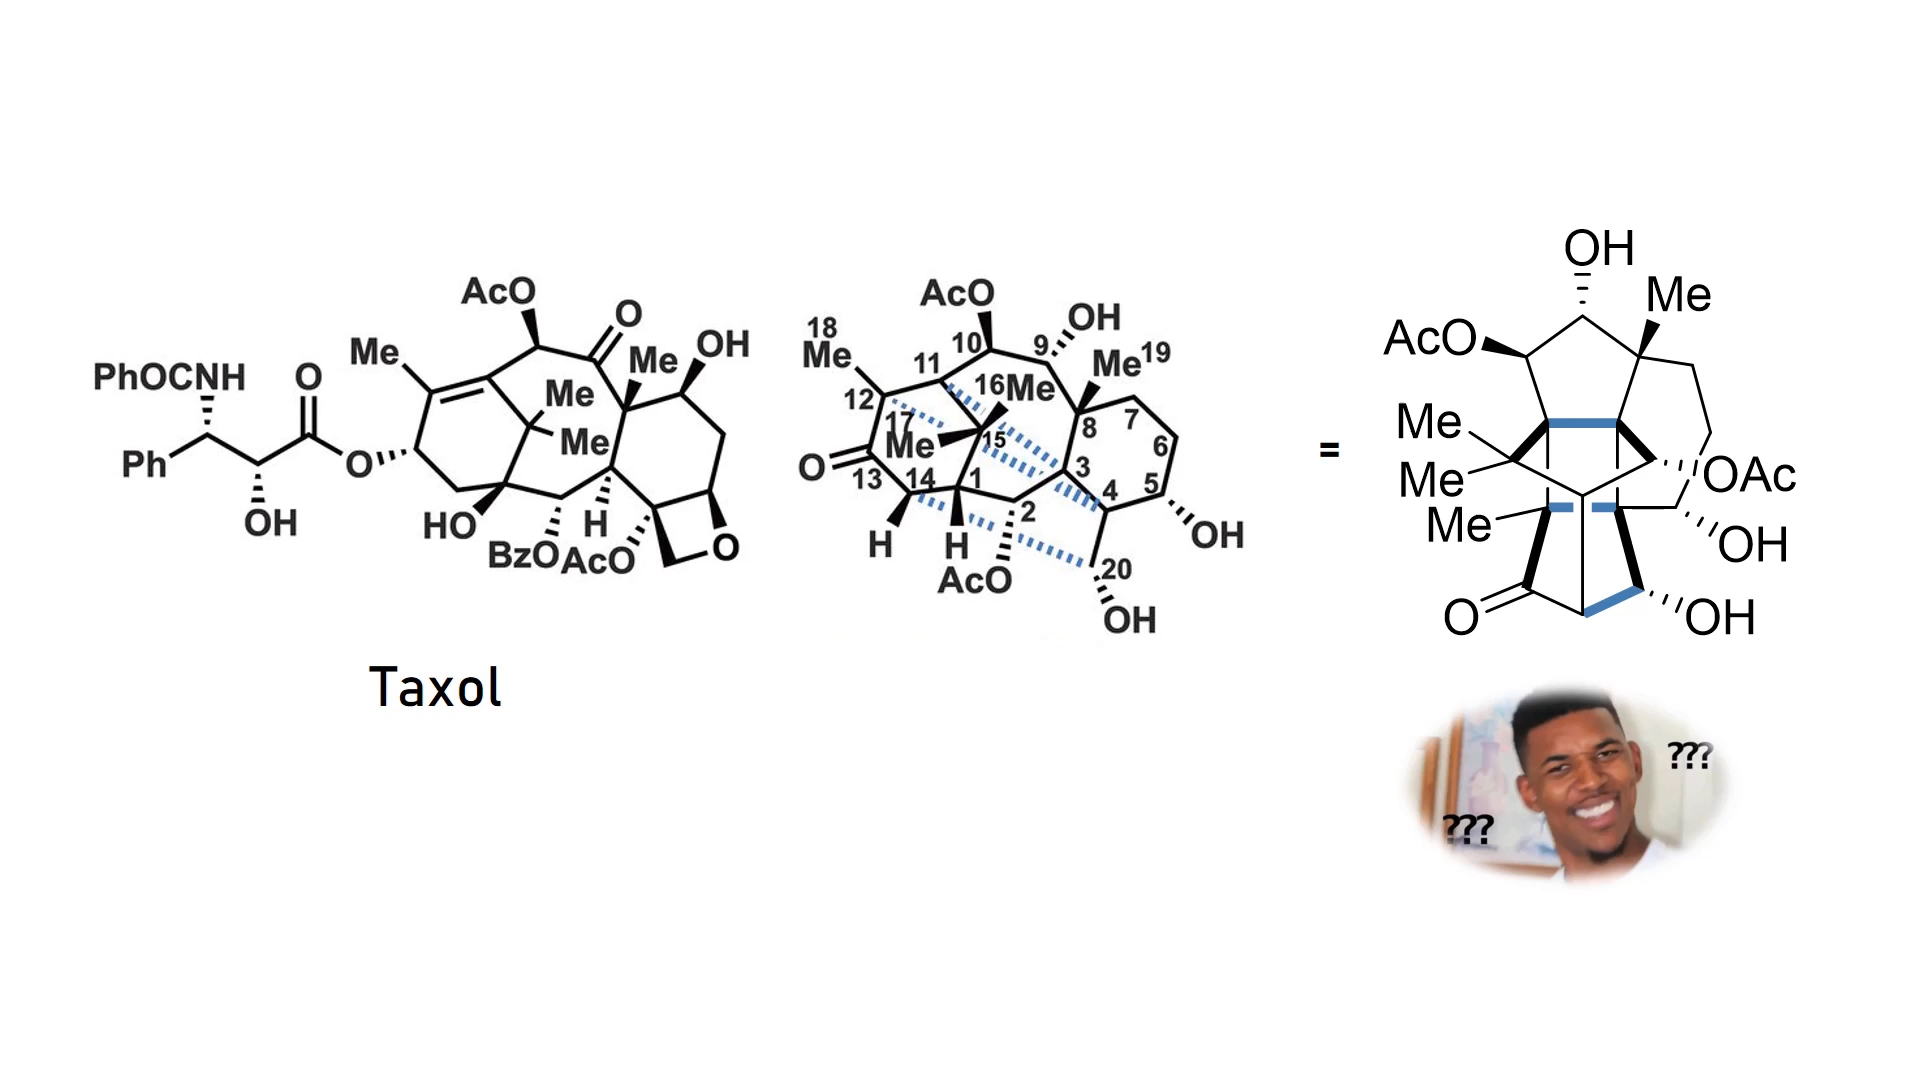 AcO
O
OH
Me
Me
PhOCNH
O
Me
Me
Ph
O
OH
HO
H
BzO
AcO
O
Taxol
AcO
OH
18
Me
10
9
Me19
11
16Me
12
17
8
7
Me
15
6
O
13
14
1
3
4
5
2
H
H
OH
AcO
20
OH
=
OH
Me
AcO
Me
Me
OAc
Me
OH
O
OH
???
???